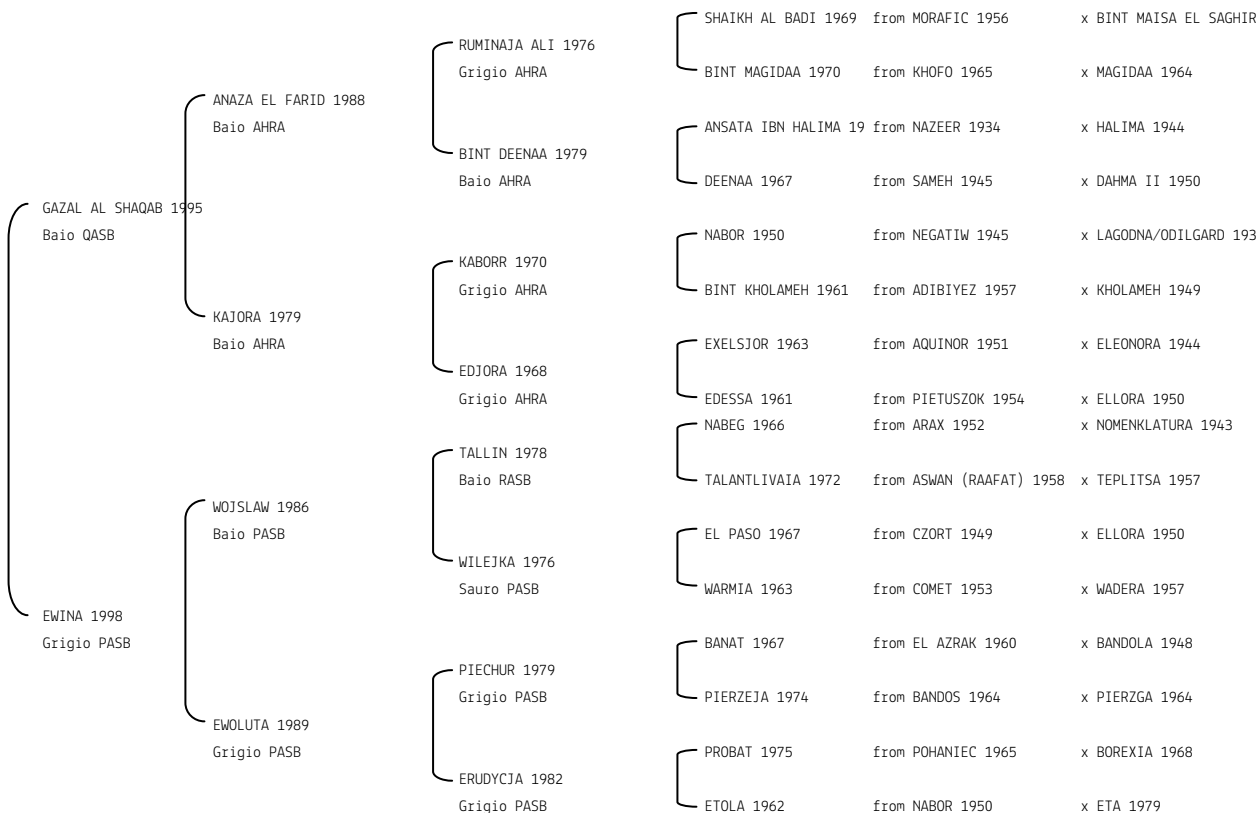 SHAIKH AL BADI 1969 from MORAFIC 1956 x BINT MAISA EL SAGHIR
RUMINAJA ALI 1976
Grigio AHRA BINT MAGIDAA 1970 from KHOFO 1965 x MAGIDAA 1964
ANAZA EL FARID 1988
Baio AHRA ANSATA IBN HALIMA 19 from NAZEER 1934 x HALIMA 1944
BINT DEENAA 1979
Baio AHRA DEENAA 1967 from SAMEH 1945 x DAHMA II 1950
GAZAL AL SHAQAB 1995
Baio QASB NABOR 1950 from NEGATIW 1945 x LAGODNA/ODILGARD 193
KABORR 1970
Grigio AHRA BINT KHOLAMEH 1961 from ADIBIYEZ 1957 x KHOLAMEH 1949
KAJORA 1979
Baio AHRA EXELSJOR 1963 from AQUINOR 1951 x ELEONORA 1944
EDJORA 1968
Grigio AHRA EDESSA 1961 from PIETUSZOK 1954 x ELLORA 1950
NABEG 1966 from ARAX 1952 x NOMENKLATURA 1943
TALLIN 1978
Baio RASB TALANTLIVAIA 1972 from ASWAN (RAAFAT) 1958 x TEPLITSA 1957
WOJSLAW 1986
Baio PASB EL PASO 1967 from CZORT 1949 x ELLORA 1950
WILEJKA 1976
Sauro PASB WARMIA 1963 from COMET 1953 x WADERA 1957
EWINA 1998
Grigio PASB BANAT 1967 from EL AZRAK 1960 x BANDOLA 1948
PIECHUR 1979
Grigio PASB PIERZEJA 1974 from BANDOS 1964 x PIERZGA 1964
EWOLUTA 1989
Grigio PASB PROBAT 1975 from POHANIEC 1965 x BOREXIA 1968
ERUDYCJA 1982
Grigio PASB ETOLA 1962 from NABOR 1950 x ETA 1979